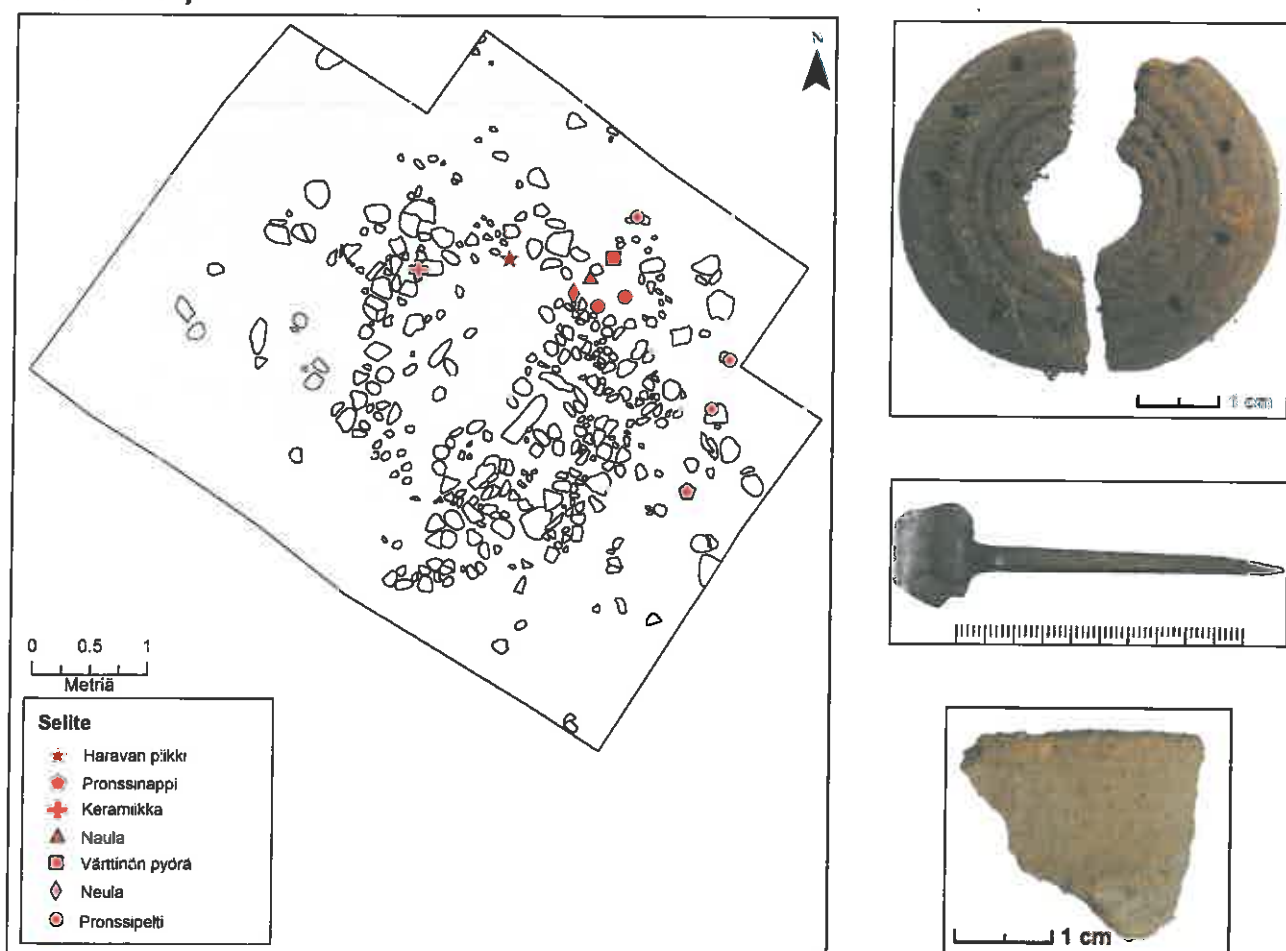 N
0 0.5 1
Metriä
Selite
Haravan piikki
Pronssinappi
Keramiikka
Naula
Värttinän pyörä
Neula
Pronssipelti
1 cm
1 cm